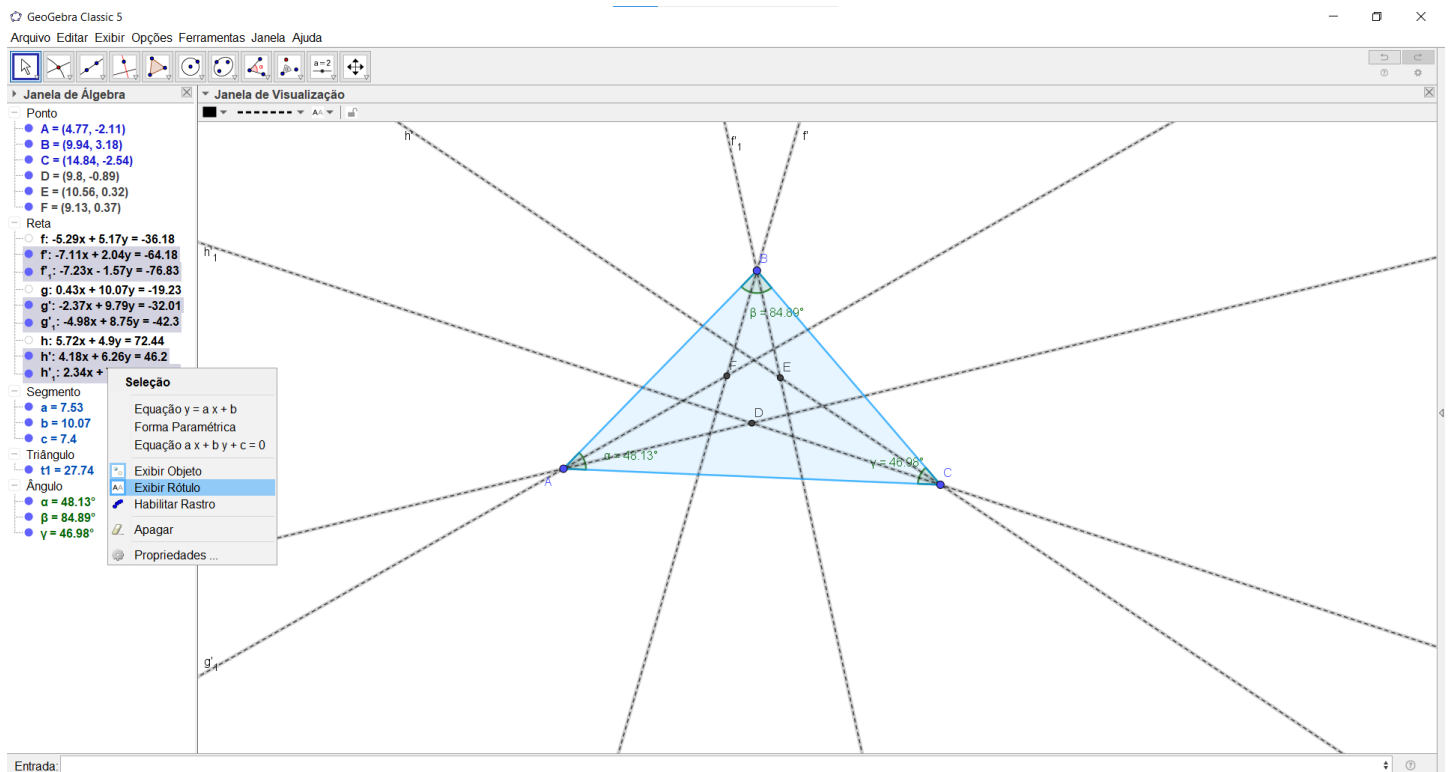 GeoGebra Classic 5
Arquivo Editar Exibir Opções Ferramentas Janela Ajuda
a=2
Janela de Álgebra
Janela de Visualização
AA
Ponto
A = (4.77, -2.11)
B = (9.94, 3.18)
C = (14.84, -2.54)
D = (9.8, -0.89)
E = (10.56, 0.32)
F = (9.13, 0.37)
Reta
f: -5.29x + 5.17y = -36.18
f': -7.11x + 2.04y = -64.18
f'₁: -7.23x - 1.57y = -76.83
g: 0.43x + 10.07y = -19.23
g': -2.37x + 9.79y = -32.01
g'₁: -4.98x + 8.75y = -42.3
h: 5.72x + 4.9y = 72.44
h': 4.18x + 6.26y = 46.2
h'₁: 2.34x +
Segmento
a = 7.53
b = 10.07
c = 7.4
Triângulo
t1 = 27.74
Ângulo
α = 48.13°
β = 84.89°
γ = 46.98°
Seleção
Equação y = a x + b
Forma Paramétrica
Equação a x + b y + c = 0
Exibir Objeto
AA Exibir Rótulo
Habilitar Rastro
Apagar
Propriedades ...
h'
f'₁
f'
h'₁
B
β = 84.89°
F
E
D
α = 48.13°
γ = 46.98°
A
C
g'₁
Entrada: